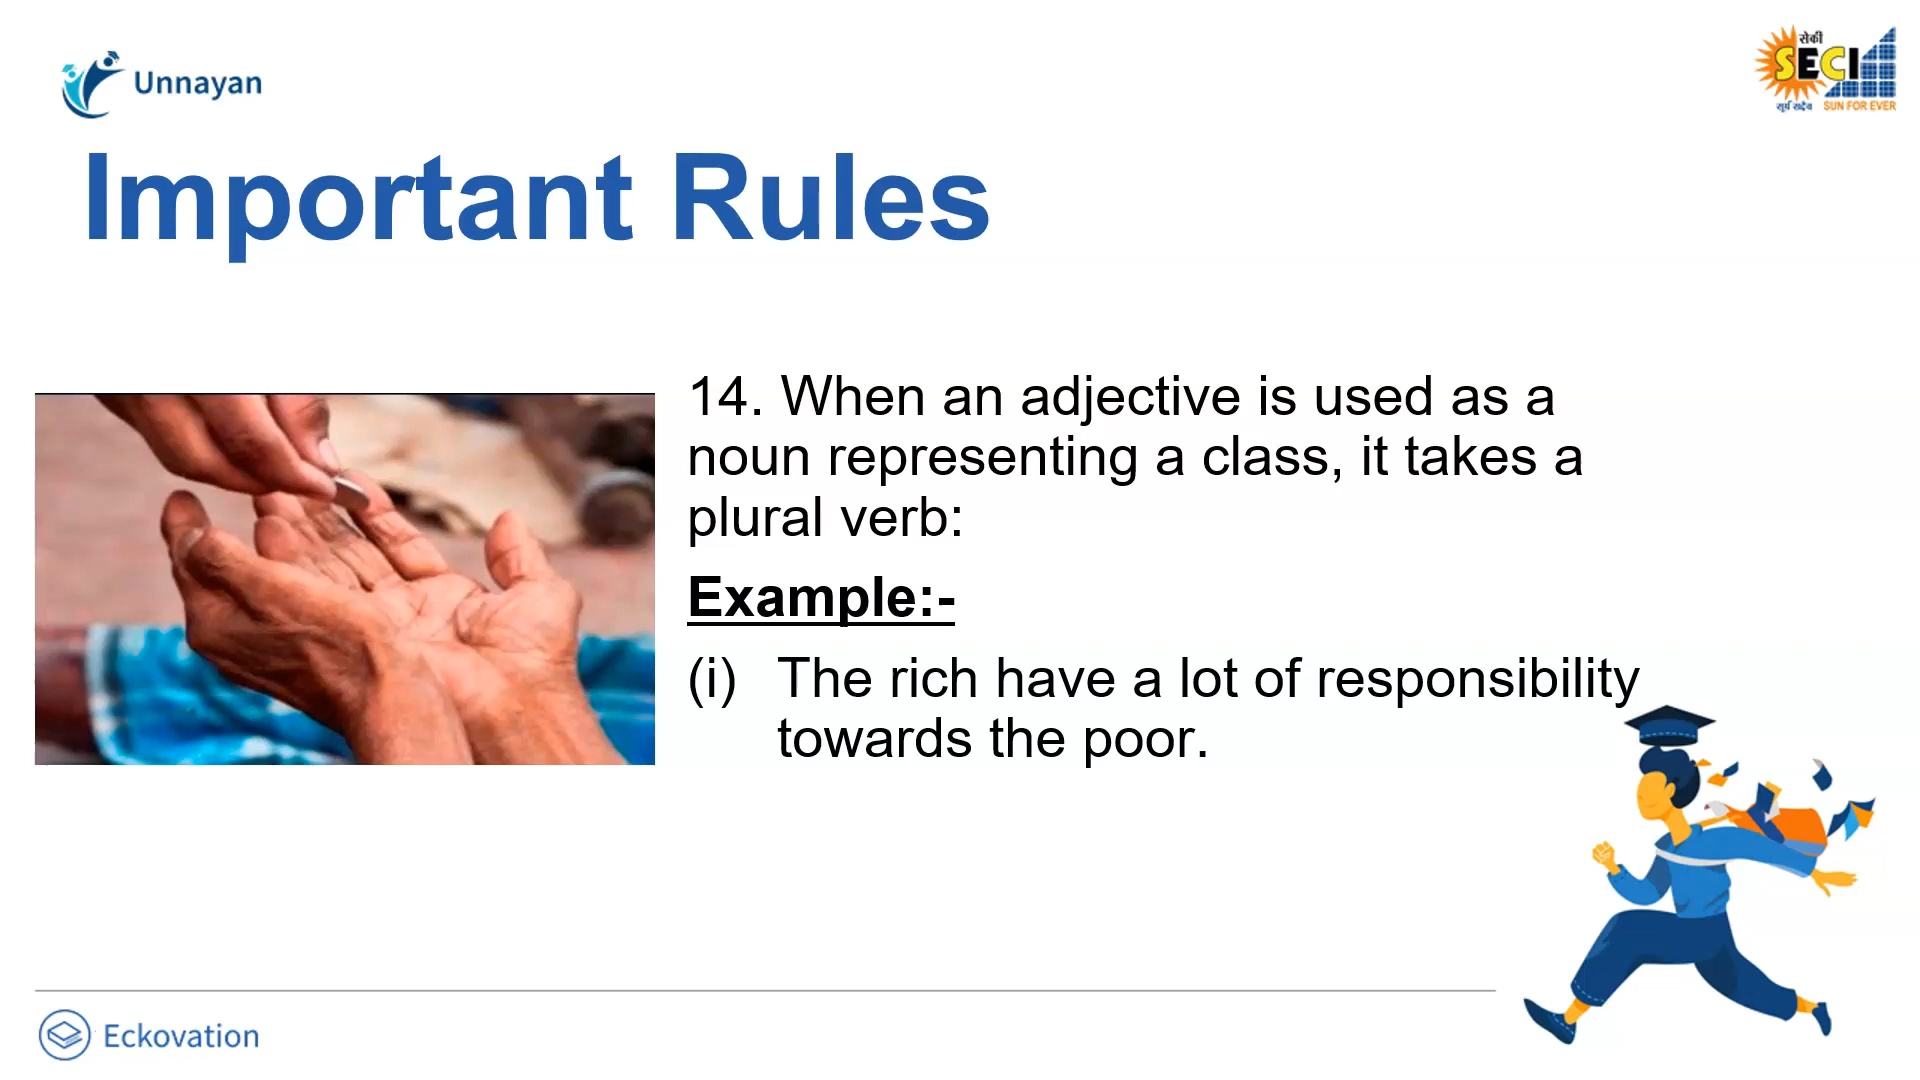 Unnayan
सेकी
SECI
सूर्य सदैव SUN FOR EVER
Important Rules
14. When an adjective is used as a
noun representing a class, it takes a
plural verb:
Example:-
(i) The rich have a lot of responsibility
towards the poor.
Eckovation